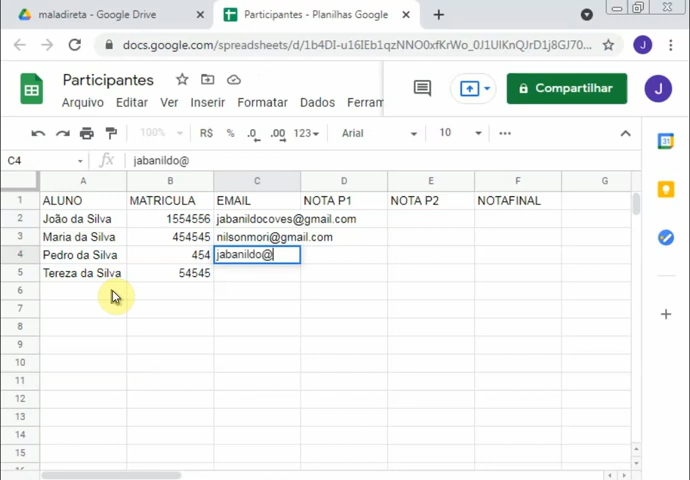 maladireta - Google Drive
Participantes - Planilhas Google
docs.google.com/spreadsheets/d/1b4DI-u16IEb1qzNNO0xfKrWo_0J1UlKnQJrD1j8GJ70...
J
Participantes
Compartilhar
J
Arquivo Editar Ver Inserir Formatar Dados Ferram
100% R$ % .0 .00 123 Arial 10
C4 fx jabanildo@
31
A B C D E F G
1 ALUNO MATRICULA EMAIL NOTA P1 NOTA P2 NOTAFINAL
2 João da Silva 1554556 jabanildocoves@gmail.com
3 Maria da Silva 454545 nilsonmori@gmail.com
4 Pedro da Silva 454 jabanildo@
5 Tereza da Silva 54545
6
7
8
9
10
11
12
13
14
15